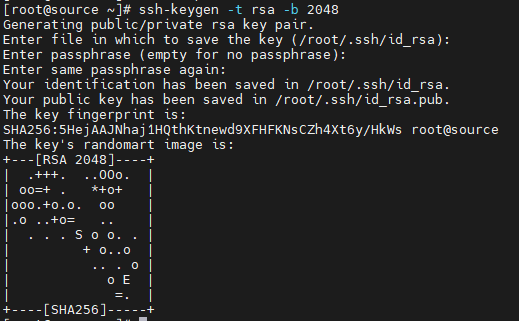 [root@source ~]# ssh-keygen -t rsa -b 2048
Generating public/private rsa key pair.
Enter file in which to save the key (/root/.ssh/id_rsa):
Enter passphrase (empty for no passphrase):
Enter same passphrase again:
Your identification has been saved in /root/.ssh/id_rsa.
Your public key has been saved in /root/.ssh/id_rsa.pub.
The key fingerprint is:
SHA256:5HejAAJNhaj1HQthKtnewd9XFHFKNsCZh4Xt6y/HkWs root@source
The key's randomart image is:
+---[RSA 2048]----+
|  .+++.  ..OOo.  |
| oo=+ .   *+o+   |
|ooo.+o.o.  oo    |
|.o ..+o=   ..    |
|  . . . S o o. . |
|         + o..o  |
|          .. . o |
|            o E  |
|             =.  |
+----[SHA256]-----+